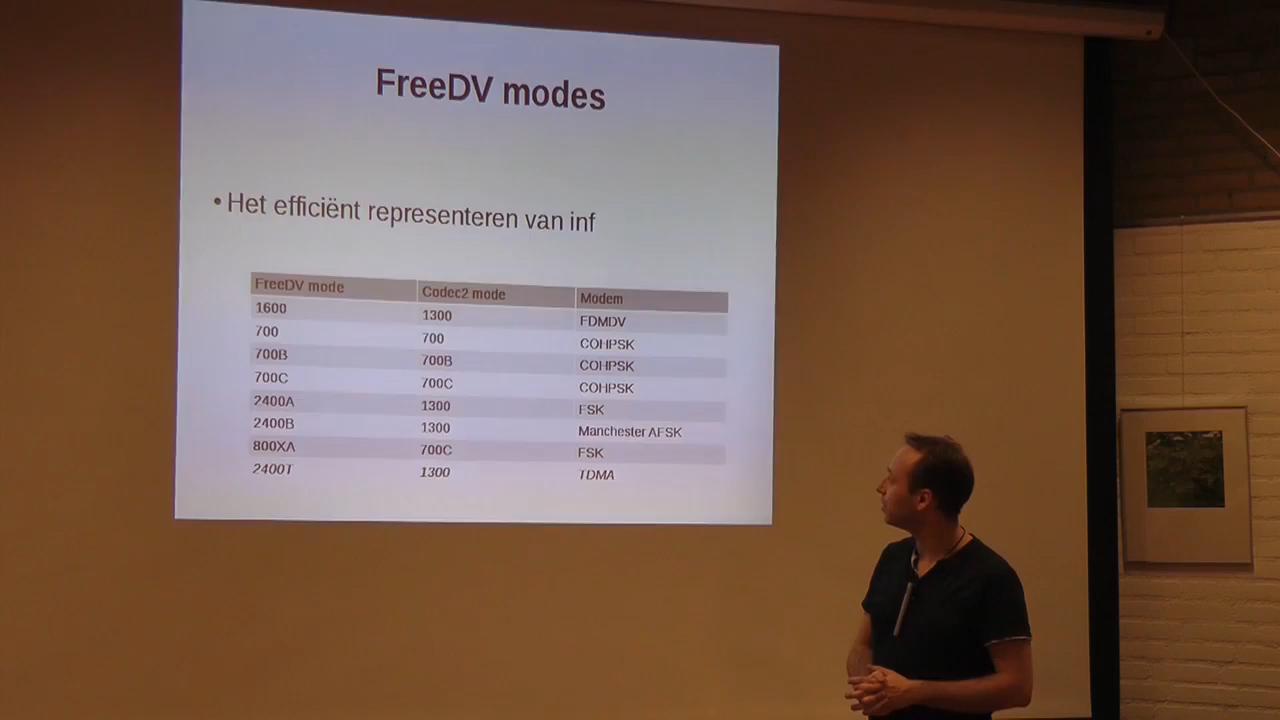 FreeDV modes
• Het efficiënt representeren van inf
FreeDV mode Codec2 mode Modem
1600 1300 FDMDV
700 700 COHPSK
700B 700B COHPSK
700C 700C COHPSK
2400A 1300 FSK
2400B 1300 Manchester AFSK
800XA 700C FSK
2400T 1300 TDMA